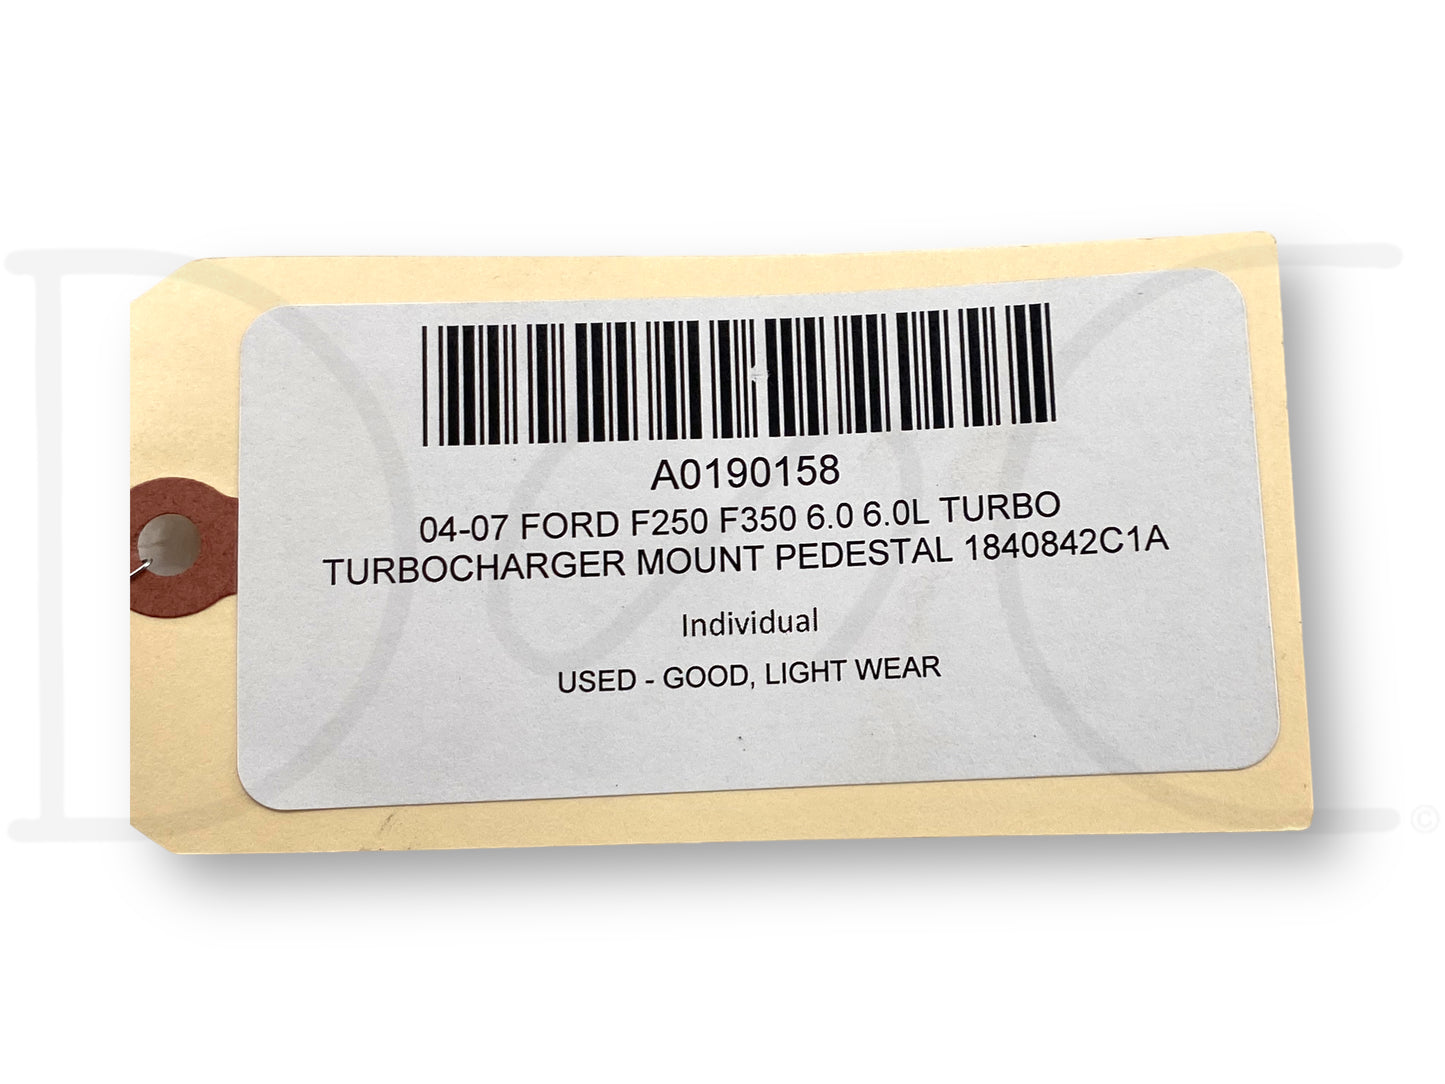 A0190158
04-07 FORD F250 F350 6.0 6.0L TURBO
TURBOCHARGER MOUNT PEDESTAL 1840842C1A
Individual
USED - GOOD, LIGHT WEAR
©